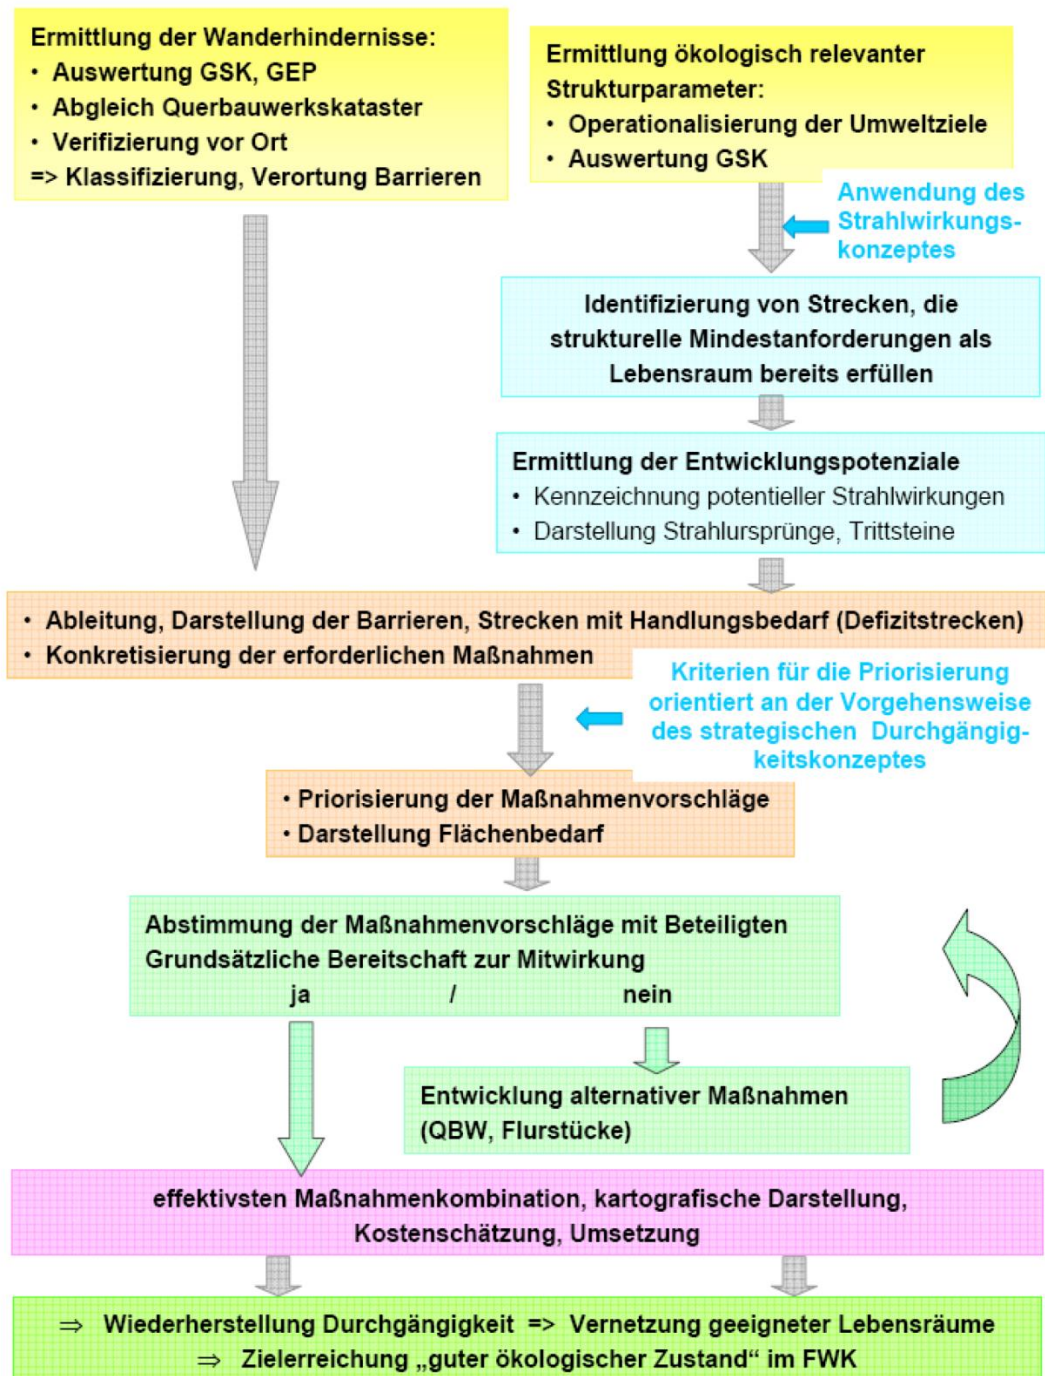 Ermittlung der Wanderhindernisse:
• Auswertung GSK, GEP
• Abgleich Querbauwerkskataster
• Verifizierung vor Ort
=> Klassifizierung, Verortung Barrieren
Ermittlung ökologisch relevanter
Strukturparameter:
• Operationalisierung der Umweltziele
• Auswertung GSK
Anwendung des
Strahlwirkungs-
konzeptes
Identifizierung von Strecken, die
strukturelle Mindestanforderungen als
Lebensraum bereits erfüllen
Ermittlung der Entwicklungspotenziale
• Kennzeichnung potentieller Strahlwirkungen
• Darstellung Strahlursprünge, Trittsteine
• Ableitung, Darstellung der Barrieren, Strecken mit Handlungsbedarf (Defizitstrecken)
• Konkretisierung der erforderlichen Maßnahmen
Kriterien für die Priorisierung
orientiert an der Vorgehensweise
des strategischen Durchgängig-
keitskonzeptes
• Priorisierung der Maßnahmenvorschläge
• Darstellung Flächenbedarf
Abstimmung der Maßnahmenvorschläge mit Beteiligten
Grundsätzliche Bereitschaft zur Mitwirkung
ja / nein
Entwicklung alternativer Maßnahmen
(QBW, Flurstücke)
effektivsten Maßnahmenkombination, kartografische Darstellung,
Kostenschätzung, Umsetzung
⇒ Wiederherstellung Durchgängigkeit => Vernetzung geeigneter Lebensräume
⇒ Zielerreichung „guter ökologischer Zustand“ im FWK